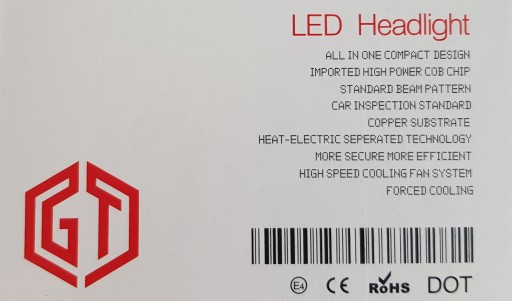 LED Headlight
ALL IN ONE COMPACT DESIGN
IMPORTED HIGH POWER COB CHIP
STANDARD BEAM PATTERN
CAR INSPECTION STANDARD
COPPER SUBSTRATE
HEAT-ELECTRIC SEPERATED TECHNOLOGY
MORE SECURE MORE EFFICIENT
HIGH SPEED COOLING FAN SYSTEM
FORCED COOLING
GT
E4 CE RoHS DOT